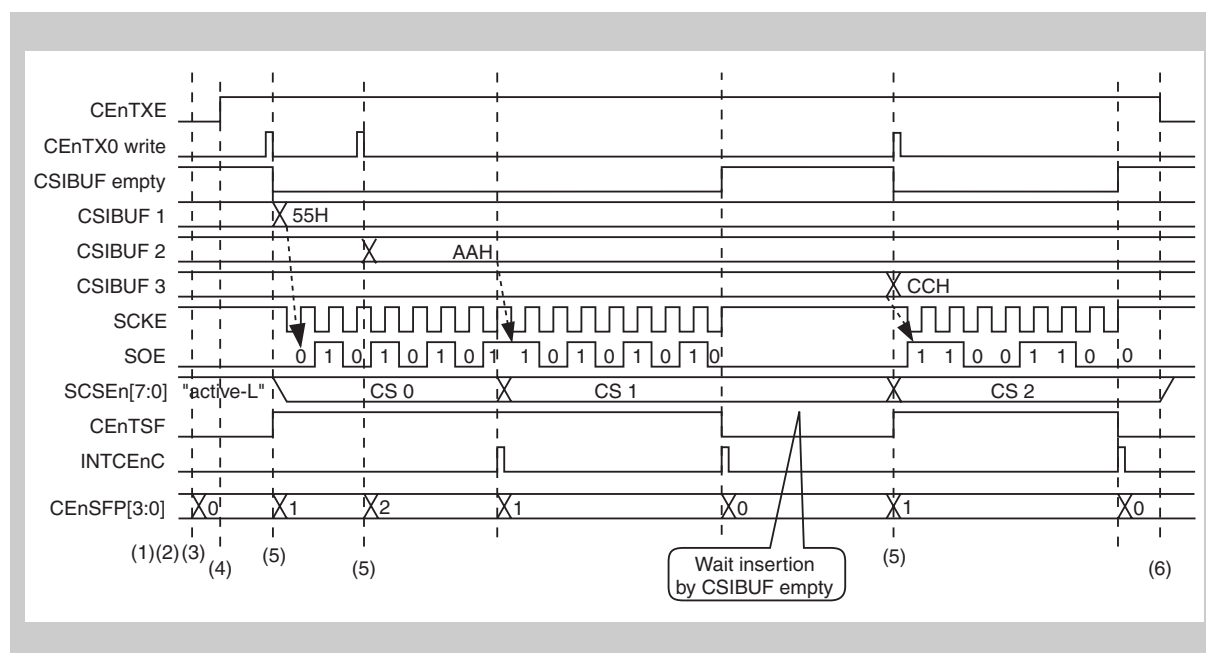 CEnTXE
CEnTX0 write
CSIBUF empty
CSIBUF 1 55H
CSIBUF 2 AAH
CSIBUF 3 CCH
SCKE
SOE 0 1 0 1 0 1 0 1 1 0 1 0 1 0 1 0 1 1 0 0 1 1 0 0
SCSEn[7:0] "active-L" CS 0 CS 1 CS 2
CEnTSF
INTCEnC
CEnSFP[3:0] 0 1 2 1 0 1 0
(1)(2)(3) (4) (5) (5) (5) (6)
Wait insertion
by CSIBUF empty